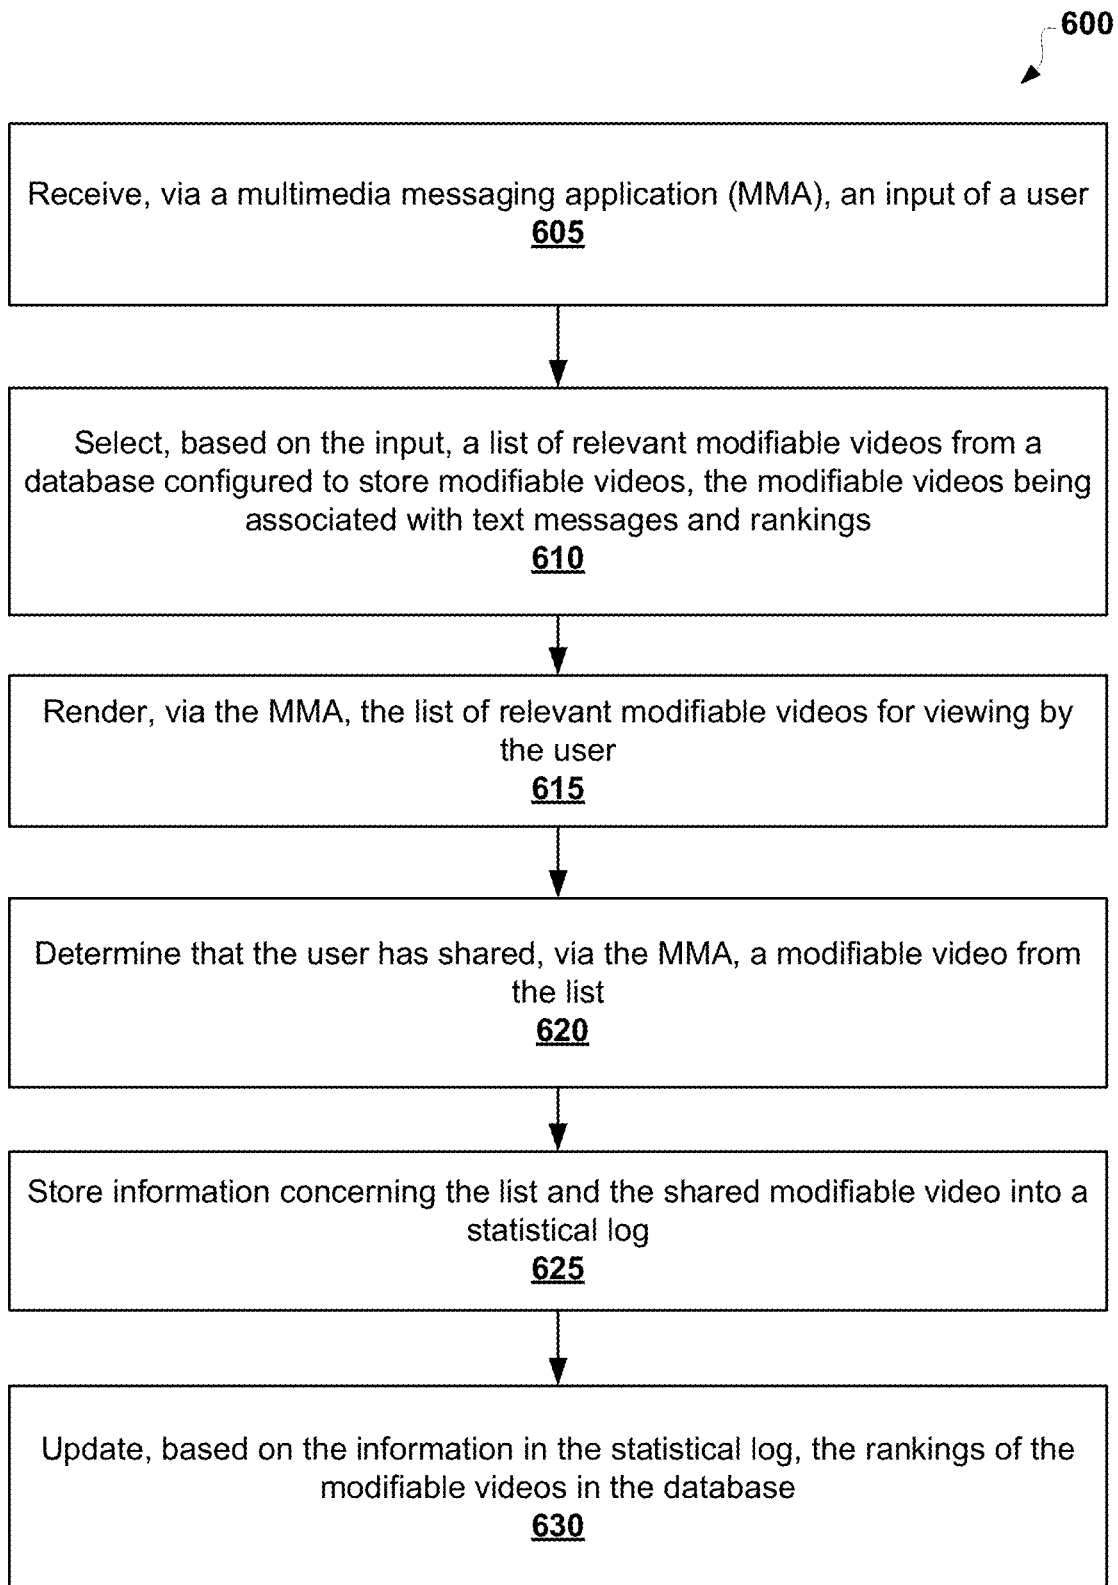 600
Receive, via a multimedia messaging application (MMA), an input of a user
605
Select, based on the input, a list of relevant modifiable videos from a
database configured to store modifiable videos, the modifiable videos being
associated with text messages and rankings
610
Render, via the MMA, the list of relevant modifiable videos for viewing by
the user
615
Determine that the user has shared, via the MMA, a modifiable video from
the list
620
Store information concerning the list and the shared modifiable video into a
statistical log
625
Update, based on the information in the statistical log, the rankings of the
modifiable videos in the database
630